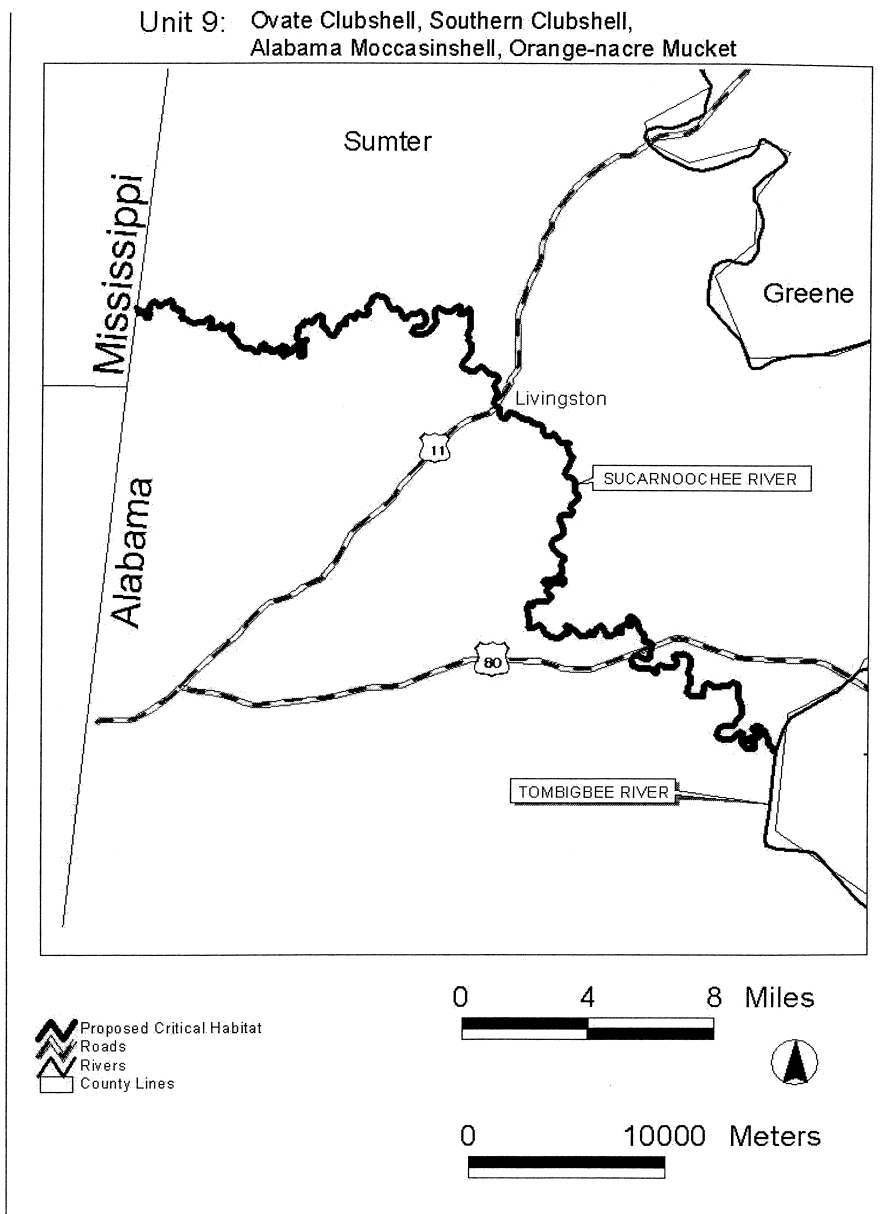 Unit 9: Ovate Clubshell, Southern Clubshell,
Alabama Moccasinshell, Orange-nacre Mucket
Sumter
Mississippi
Greene
Livingston
11
SUCARNOOCHEE RIVER
Alabama
80
TOMBIGBEE RIVER
0 4 8 Miles
Proposed Critical Habitat
Roads
Rivers
County Lines
0 10000 Meters